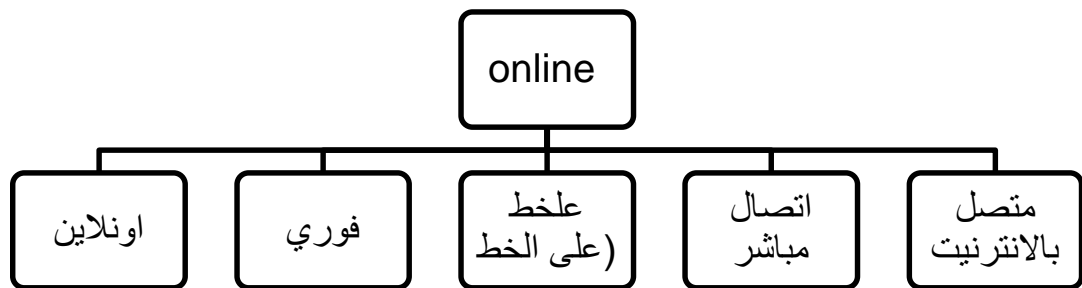 online
اونلاين
فوري
علخط
(على الخط
اتصال
مباشر
متصل
بالانترنيت